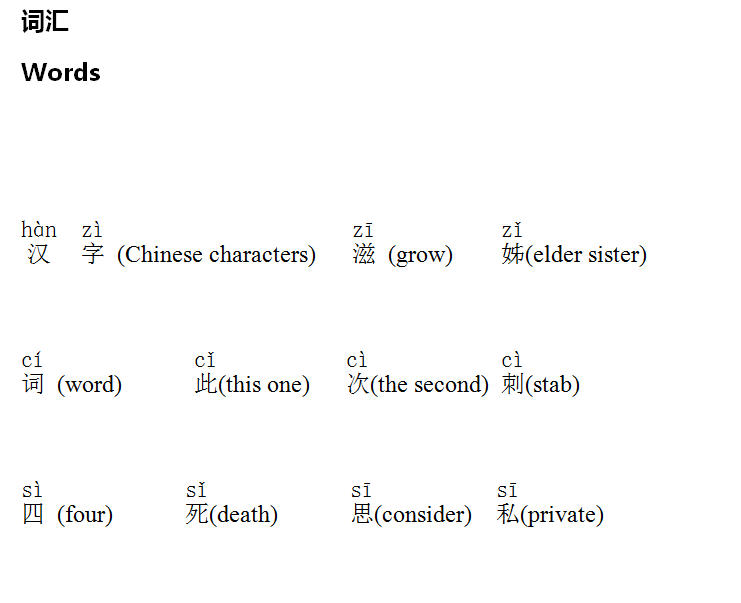 词汇
Words
hàn zì zī zǐ
汉 字 (Chinese characters) 滋 (grow) 姊(elder sister)
cí cǐ cì cì
词 (word) 此(this one) 次(the second) 刺(stab)
sì sǐ sī sī
四 (four) 死(death) 思(consider) 私(private)